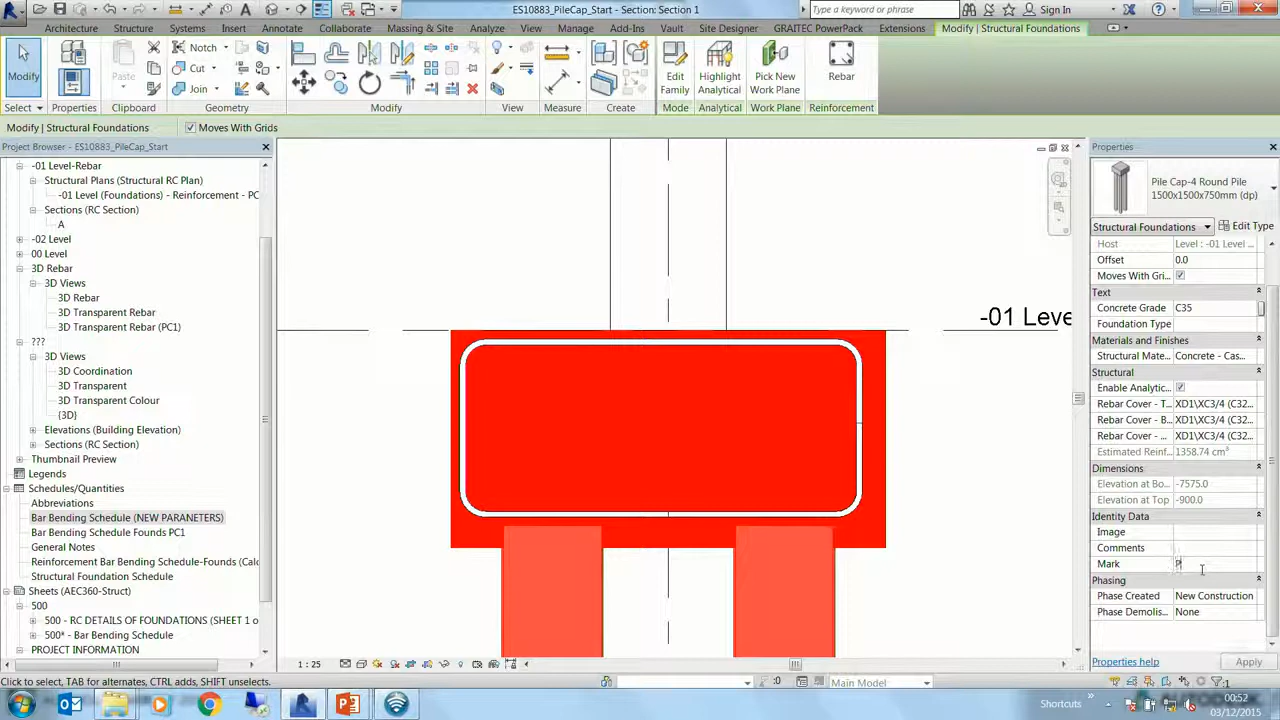 ES10883_PileCap_Start - Section: Section 1
Type a keyword or phrase
Sign In
Architecture Structure Systems Insert Annotate Collaborate Massing & Site Analyze View Manage Add-Ins Vault Site Designer GRAITEC PowerPack Extensions Modify | Structural Foundations
Modify
Paste
Notch
Cut
Join
Edit Family
Highlight Analytical
Pick New Work Plane
Rebar
Select Properties Clipboard Geometry Modify View Measure Create Mode Analytical Work Plane Reinforcement
Modify | Structural Foundations
Moves With Grids
Project Browser - ES10883_PileCap_Start
-01 Level-Rebar
Structural Plans (Structural RC Plan)
-01 Level (Foundations) - Reinforcement - PC
Sections (RC Section)
A
-02 Level
00 Level
3D Rebar
3D Views
3D Rebar
3D Transparent Rebar
3D Transparent Rebar (PC1)
???
3D Views
3D Coordination
3D Transparent
3D Transparent Colour
{3D}
Elevations (Building Elevation)
Sections (RC Section)
Thumbnail Preview
Legends
Schedules/Quantities
Abbreviations
Bar Bending Schedule (NEW PARANETERS)
Bar Bending Schedule Founds PC1
General Notes
Reinforcement Bar Bending Schedule-Founds (Calc
Structural Foundation Schedule
Sheets (AEC360-Struct)
500
500 - RC DETAILS OF FOUNDATIONS (SHEET 1 o
500* - Bar Bending Schedule
PROJECT INFORMATION
-01 Leve
1 : 25
Properties
Pile Cap-4 Round Pile
1500x1500x750mm (dp)
Structural Foundations
Edit Type
Host Level : -01 Level ...
Offset 0.0
Moves With Gri...
Text
Concrete Grade C35
Foundation Type
Materials and Finishes
Structural Mate... Concrete - Cas...
Structural
Enable Analytic...
Rebar Cover - T... XD1\XC3/4 (C32...
Rebar Cover - B... XD1\XC3/4 (C32...
Rebar Cover - ... XD1\XC3/4 (C32...
Estimated Reinf... 1358.74 cm³
Dimensions
Elevation at Bo... -7575.0
Elevation at Top -900.0
Identity Data
Image
Comments
Mark P
Phasing
Phase Created New Construction
Phase Demolis... None
Properties help
Apply
Click to select, TAB for alternates, CTRL adds, SHIFT unselects.
:0
Main Model
:1
Shortcuts
00:52
03/12/2015